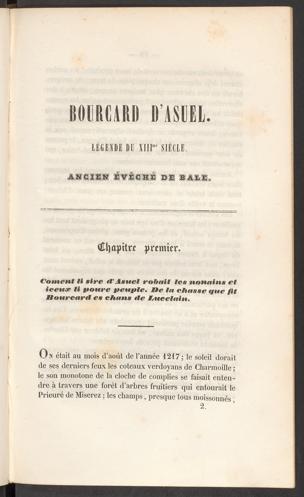 BOURCARD D'ASUEL.
LÉGENDE DU XIIIme SIÈCLE.
ANCIEN ÉVÊCHÉ DE BALE.
Chapitre premier.
Coment li sire d'Asuel robait les nonains et
iceux li poure peuple. De la chasse que fit
Bourcard es chans de Lucelain.
ON était au mois d'août de l'année 1217; le soleil dorait
de ses derniers feux les coteaux verdoyans de Charmoille;
le son monotone de la cloche de complies se faisait enten-
dre à travers une forêt d'arbres fruitiers qui entourait le
Prieuré de Miserez; les champs, presque tous moissonnés,
2.